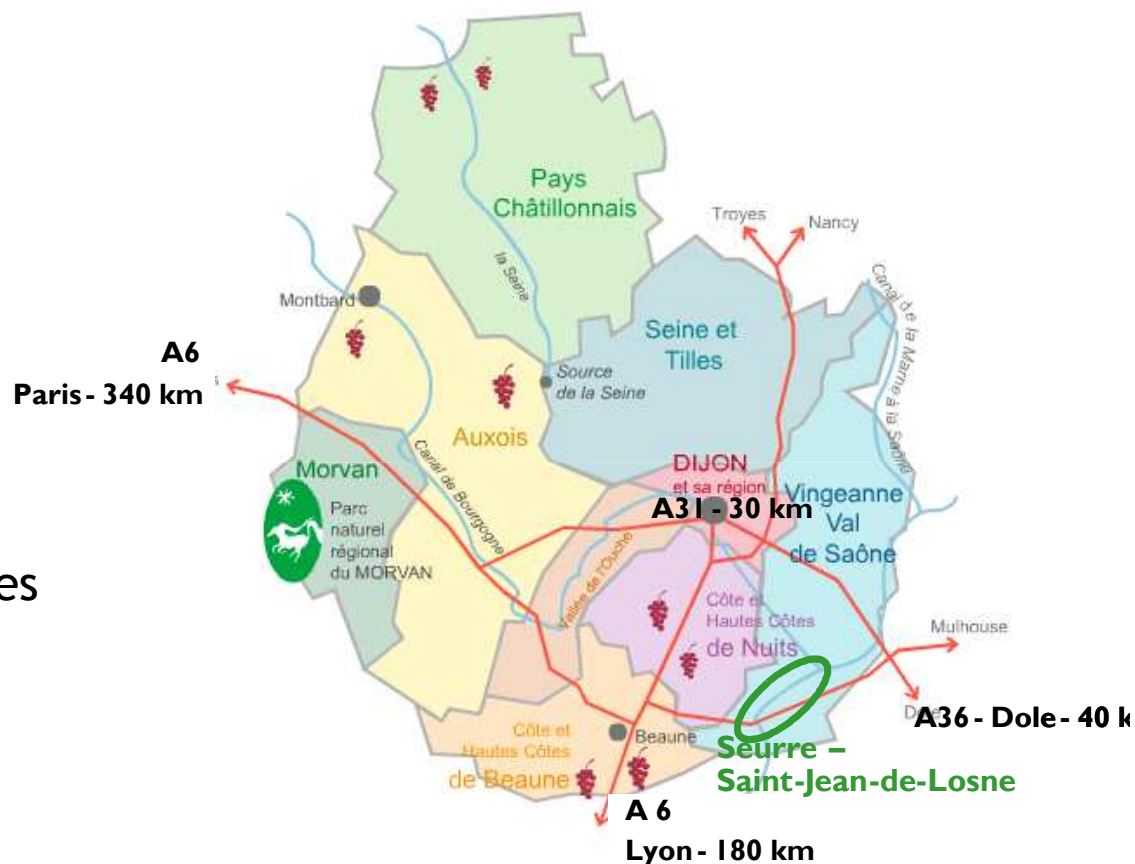 Pays
Châtillonnais
Troyes
Nancy
la Seine
Canal de la Marne à la Saône
Montbard
Seine et
Tilles
A6
Paris - 340 km
s
Source
de la Seine
Auxois
Canal de Bourgogne
DIJON
et sa région
A31 - 30 km
Vingeanne
Val
de Saône
Morvan
Parc
naturel
régional
du MORVAN
es
Vallée de l'Ouche
Côte et
Hautes Côtes
de Nuits
Mulhouse
A36 - Dole - 40 k
Beaune
Côte et
Hautes Côtes
de Beaune
Seurre –
Saint-Jean-de-Losne
A 6
Lyon - 180 km